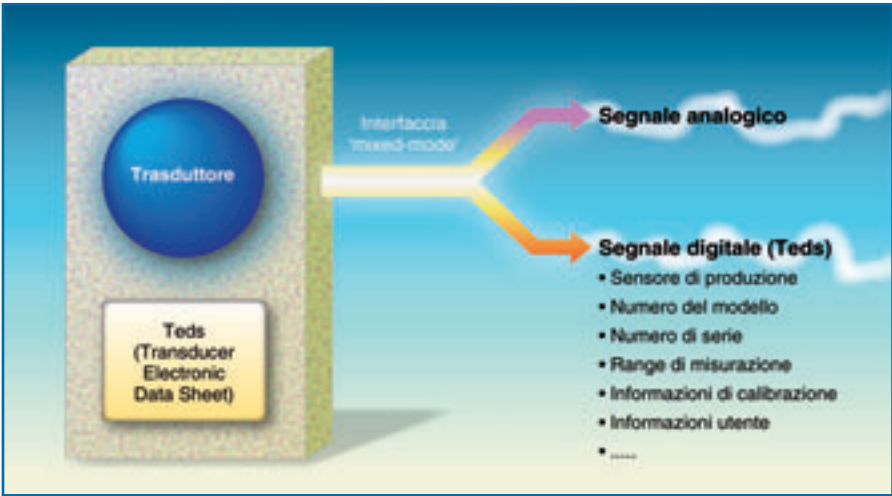 Trasduttore
Teds
(Transducer
Electronic
Data Sheet)
Interfaccia
'mixed-mode'
Segnale analogico
Segnale digitale (Teds)
• Sensore di produzione
• Numero del modello
• Numero di serie
• Range di misurazione
• Informazioni di calibrazione
• Informazioni utente
• .....